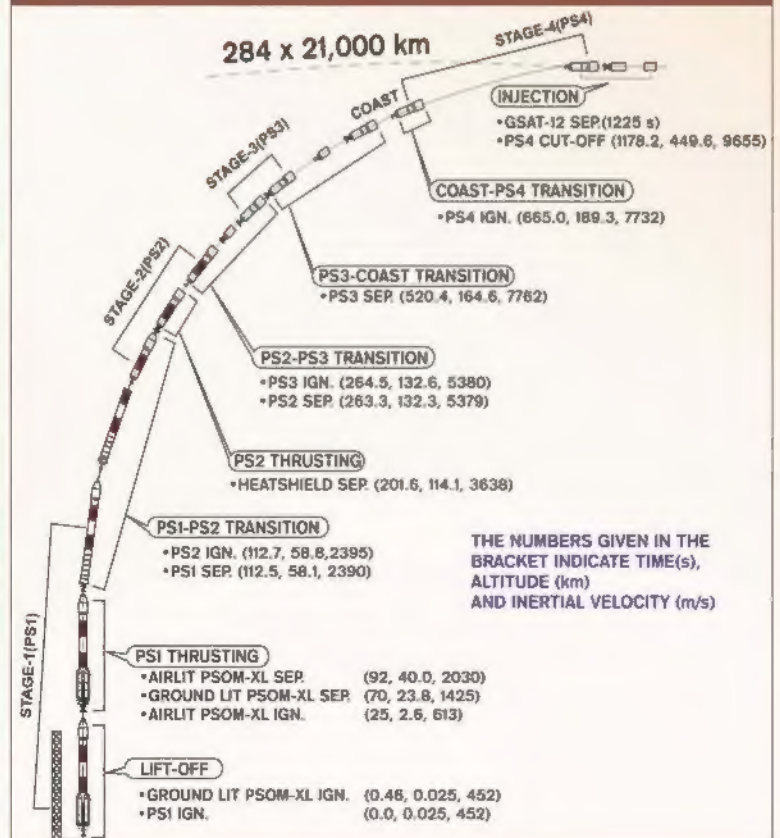 284 x 21,000 km
STAGE-4(PS4)
INJECTION
•GSAT-12 SEP.(1225 s)
•PS4 CUT-OFF (1178.2, 449.6, 9655)
COAST
COAST-PS4 TRANSITION
•PS4 IGN. (665.0, 189.3, 7732)
STAGE-3(PS3)
PS3-COAST TRANSITION
•PS3 SEP. (520.4, 164.6, 7762)
STAGE-2(PS2)
PS2-PS3 TRANSITION
•PS3 IGN. (264.5, 132.6, 5380)
•PS2 SEP. (263.3, 132.3, 5379)
PS2 THRUSTING
•HEATSHIELD SEP. (201.6, 114.1, 3638)
PS1-PS2 TRANSITION
•PS2 IGN. (112.7, 58.8,2395)
•PS1 SEP. (112.5, 58.1, 2390)
THE NUMBERS GIVEN IN THE
BRACKET INDICATE TIME(s),
ALTITUDE (km)
AND INERTIAL VELOCITY (m/s)
STAGE-1(PS1)
PS1 THRUSTING
•AIRLIT PSOM-XL SEP. (92, 40.0, 2030)
•GROUND LIT PSOM-XL SEP. (70, 23.8, 1425)
•AIRLIT PSOM-XL IGN. (25, 2.6, 613)
LIFT-OFF
•GROUND LIT PSOM-XL IGN. (0.46, 0.025, 452)
•PS1 IGN. (0.0, 0.025, 452)